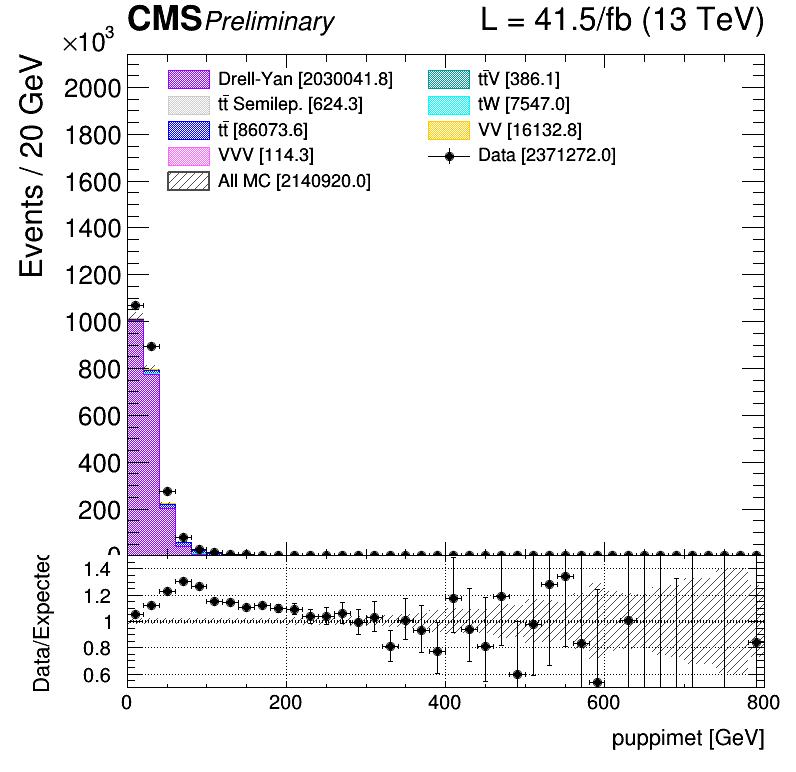 CMS Preliminary L = 41.5/fb (13 TeV)
×10³
Events / 20 GeV
Drell-Yan [2030041.8]
tt̄ Semilep. [624.3]
tt̄ [86073.6]
VVV [114.3]
All MC [2140920.0]
tt̄V [386.1]
tW [7547.0]
VV [16132.8]
Data [2371272.0]
2000
1800
1600
1400
1200
1000
800
600
400
200
0
Data/Expected
1.4
1.2
1
0.8
0.6
0 200 400 600 800
puppimet [GeV]